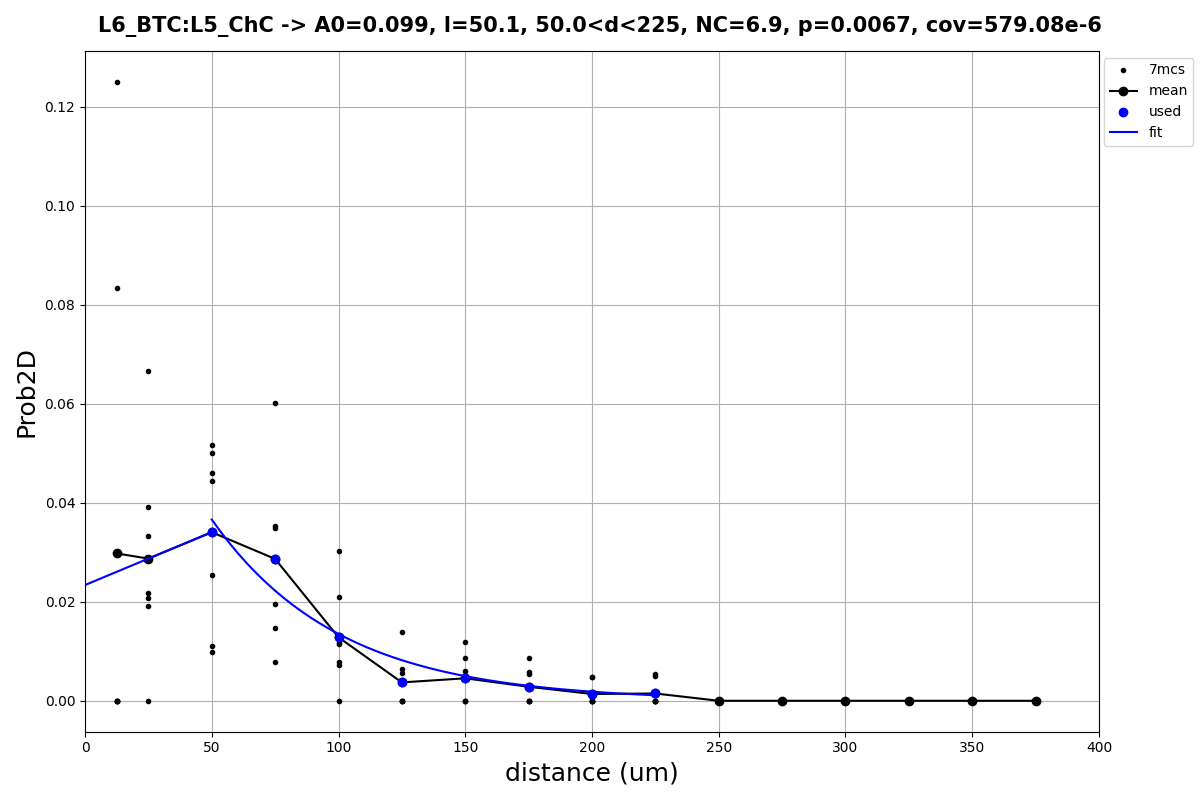 L6_BTC:L5_ChC -> A0=0.099, l=50.1, 50.0<d<225, NC=6.9, p=0.0067, cov=579.08e-6
7mcs
mean
used
fit
0.12
0.10
0.08
0.06
0.04
0.02
0.00
Prob2D
0 50 100 150 200 250 300 350 400
distance (um)